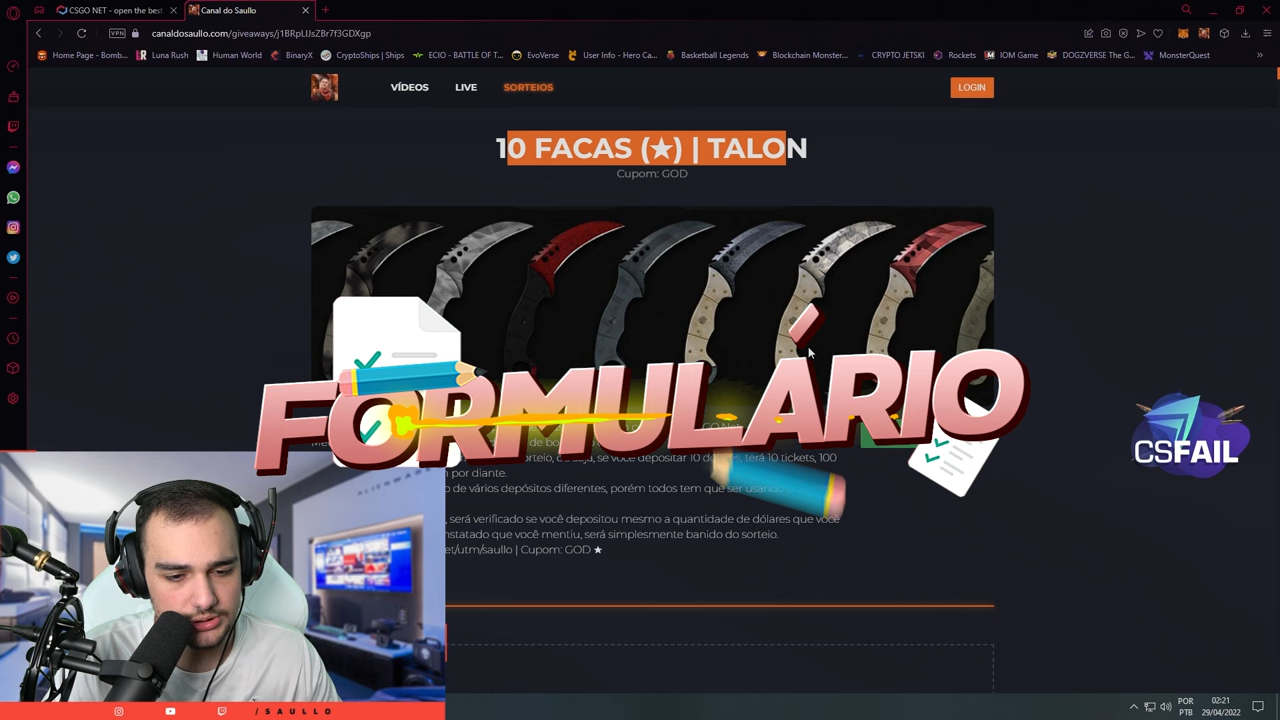 CSGO NET - open the best
Canal do Saullo
VPN
canaldosaullo.com/giveaways/j1BRpLIJsZBr7f3GDXgp
Home Page - Bomb...
Luna Rush
Human World
BinaryX
CryptoShips | Ships
ECIO - BATTLE OF T...
EvoVerse
User Info - Hero Ca...
Basketball Legends
Blockchain Monster...
CRYPTO JETSKI
Rockets
IOM Game
DOGZVERSE The G...
MonsterQuest
VÍDEOS
LIVE
SORTEIOS
LOGIN
10 FACAS (★) | TALON
Cupom: GOD
FORMULÁRIO
sorteio, ou seja, se você depositar 10 dólares, terá 10 tickets, 100
por diante.
de vários depósitos diferentes, porém todos tem que ser usando o
, será verificado se você depositou mesmo a quantidade de dólares que você
nstatado que você mentiu, será simplesmente banido do sorteio.
et/utm/saullo | Cupom: GOD ★
CSFAIL
ALIENWARE
/SAULLO
POR
PTB
02:21
29/04/2022